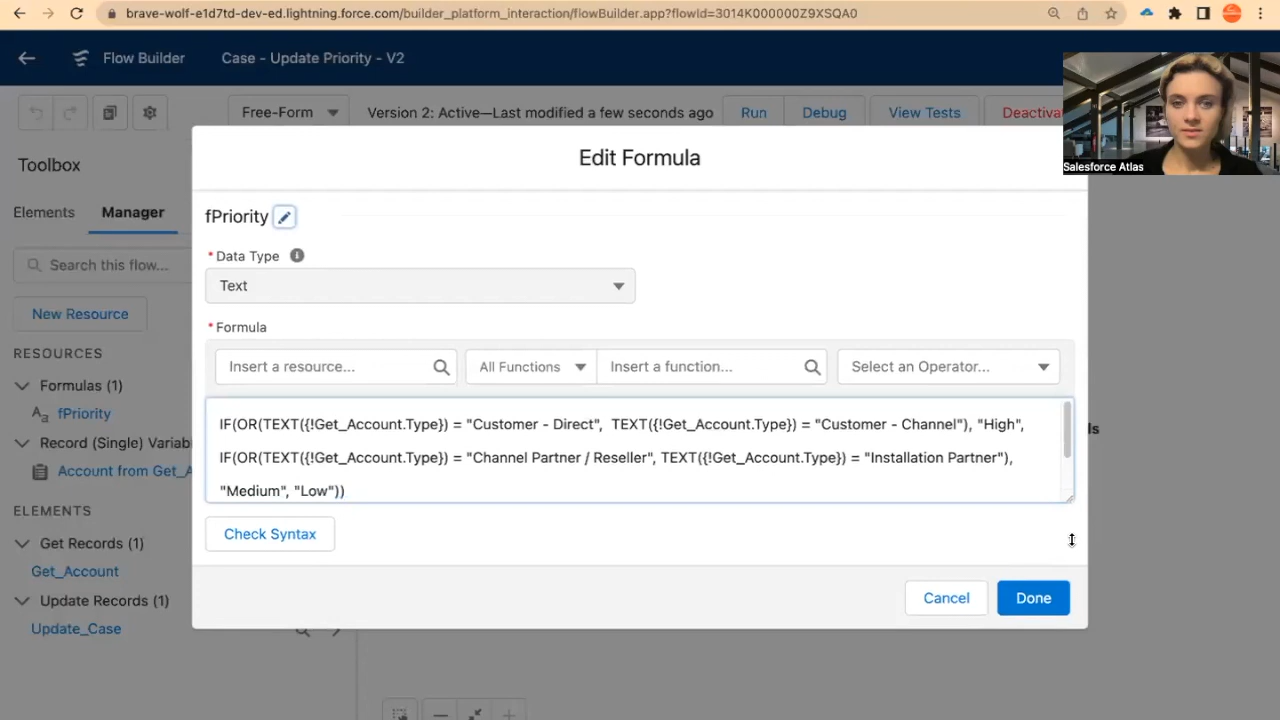 brave-wolf-e1d7td-dev-ed.lightning.force.com/builder_platform_interaction/flowBuilder.app?flowId=3014K000000Z9XSQA0
Flow Builder
Case - Update Priority - V2
Salesforce Atlas
Free-Form
Version 2: Active—Last modified a few seconds ago
Run
Debug
View Tests
Deactiva
Toolbox
Elements
Manager
Search this flow...
New Resource
RESOURCES
Formulas (1)
fPriority
Record (Single) Variab
Account from Get_A
ELEMENTS
Get Records (1)
Get_Account
Update Records (1)
Update_Case
Edit Formula
fPriority
* Data Type
Text
* Formula
Insert a resource...
All Functions
Insert a function...
Select an Operator...
IF(OR(TEXT({!Get_Account.Type}) = "Customer - Direct",  TEXT({!Get_Account.Type}) = "Customer - Channel"), "High",
IF(OR(TEXT({!Get_Account.Type}) = "Channel Partner / Reseller", TEXT({!Get_Account.Type}) = "Installation Partner"),
"Medium", "Low"))
Check Syntax
Cancel
Done